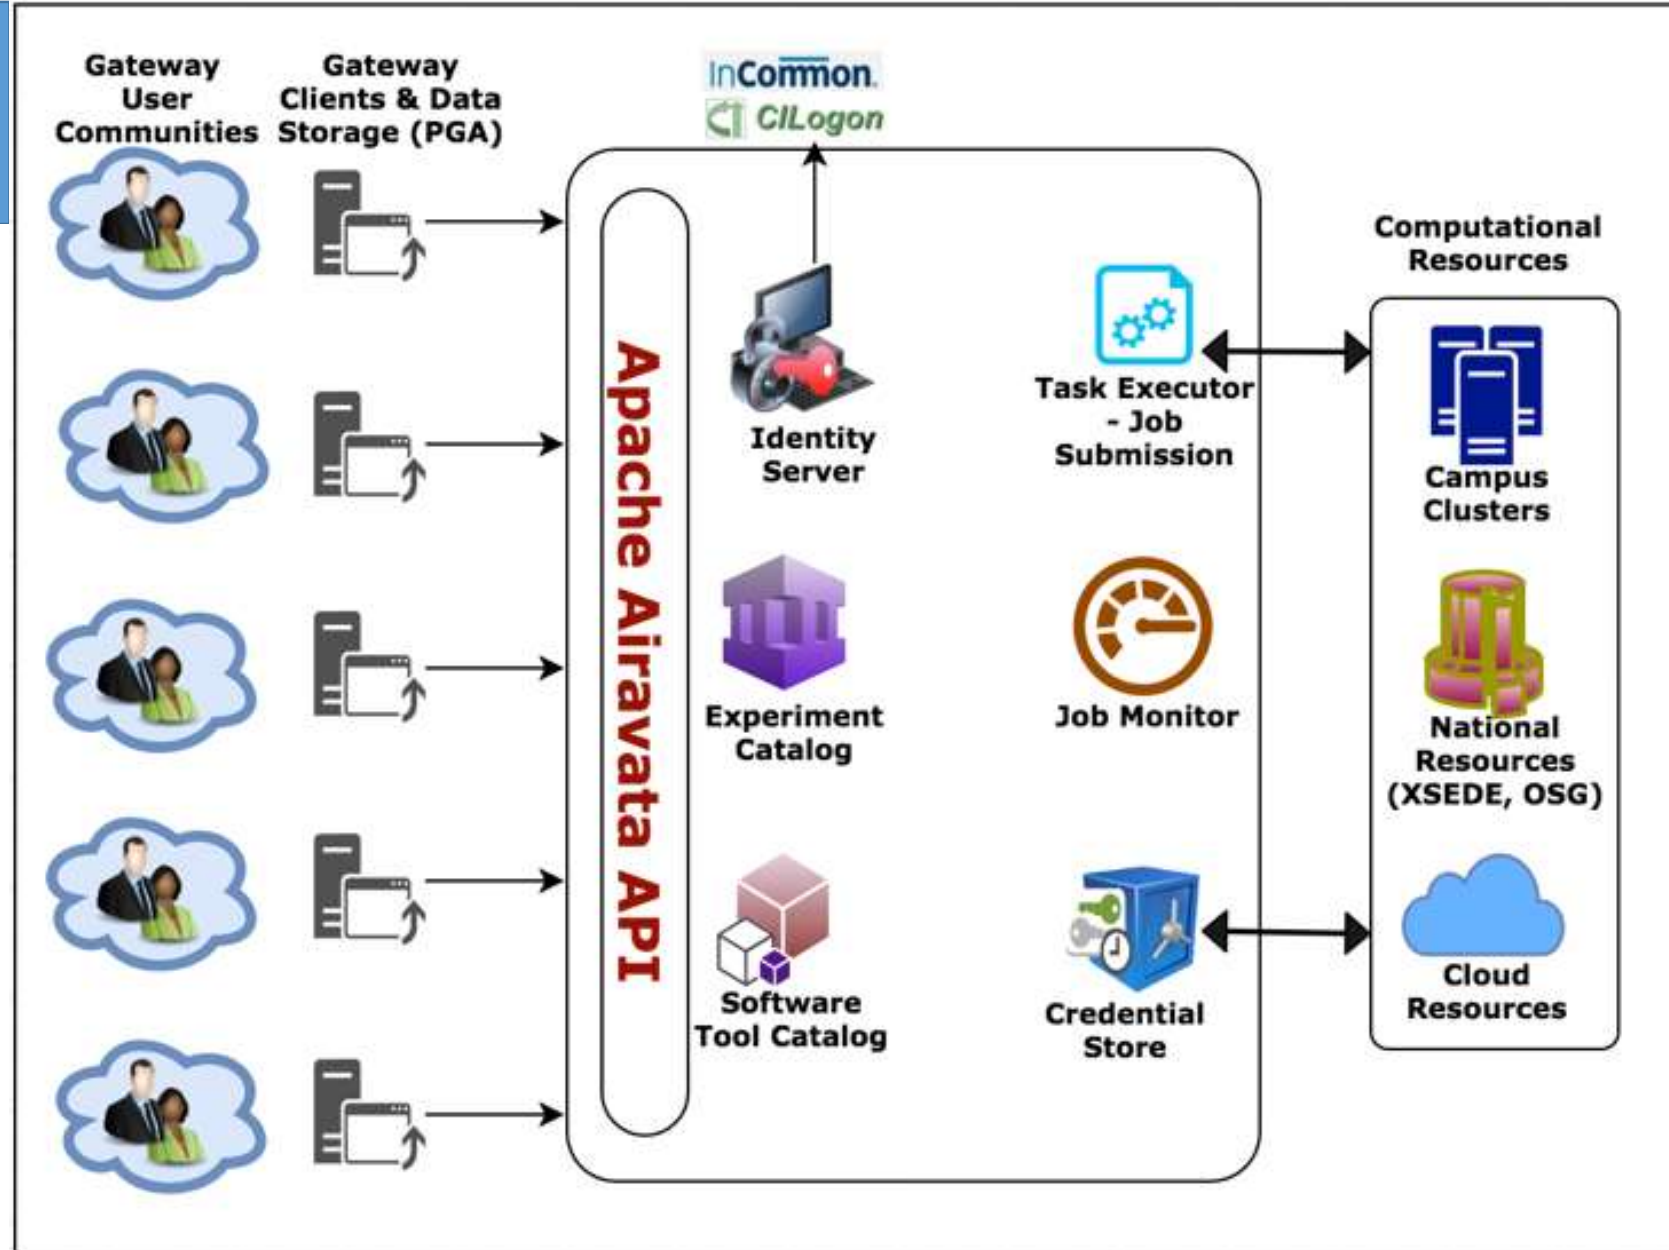 Gateway
User
Communities
Gateway
Clients & Data
Storage (PGA)
InCommon.
CILogon
Apache Airavata API
Identity
Server
Experiment
Catalog
Software
Tool Catalog
Task Executor
- Job
Submission
Job Monitor
Credential
Store
Computational
Resources
Campus
Clusters
National
Resources
(XSEDE, OSG)
Cloud
Resources